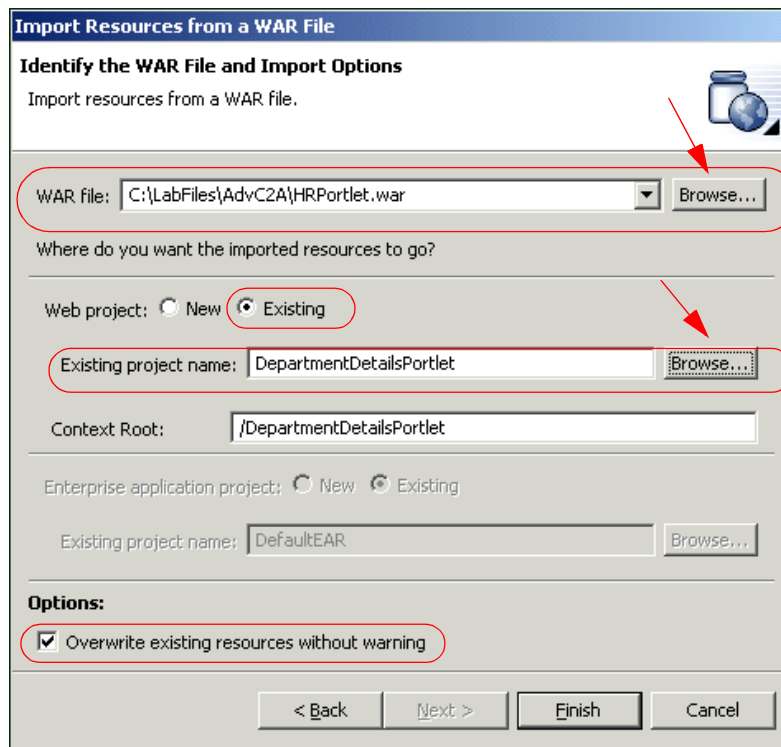 Import Resources from a WAR File
Identify the WAR File and Import Options
Import resources from a WAR file.
WAR file: C:\LabFiles\AdvC2A\HRPortlet.war Browse...
Where do you want the imported resources to go?
Web project: New Existing
Existing project name: DepartmentDetailsPortlet Browse...
Context Root: /DepartmentDetailsPortlet
Enterprise application project: New Existing
Existing project name: DefaultEAR Browse...
Options:
Overwrite existing resources without warning
< Back Next > Finish Cancel